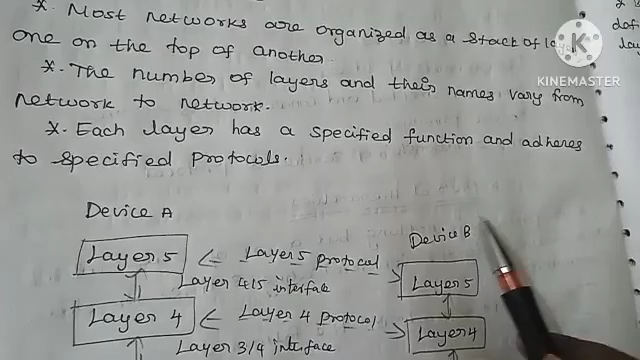 * Most networks are organized as a stack of layers
one on the top of another.
* The number of layers and their names vary from
network to network.
* Each layer has a specified function and adheres
to specified protocols.
Device A
Device B
Layer 5 < Layer 5 protocol > Layer 5
Layer 4/5 interface
Layer 4 < Layer 4 protocol > Layer 4
Layer 3/4 interface
KINEMASTER